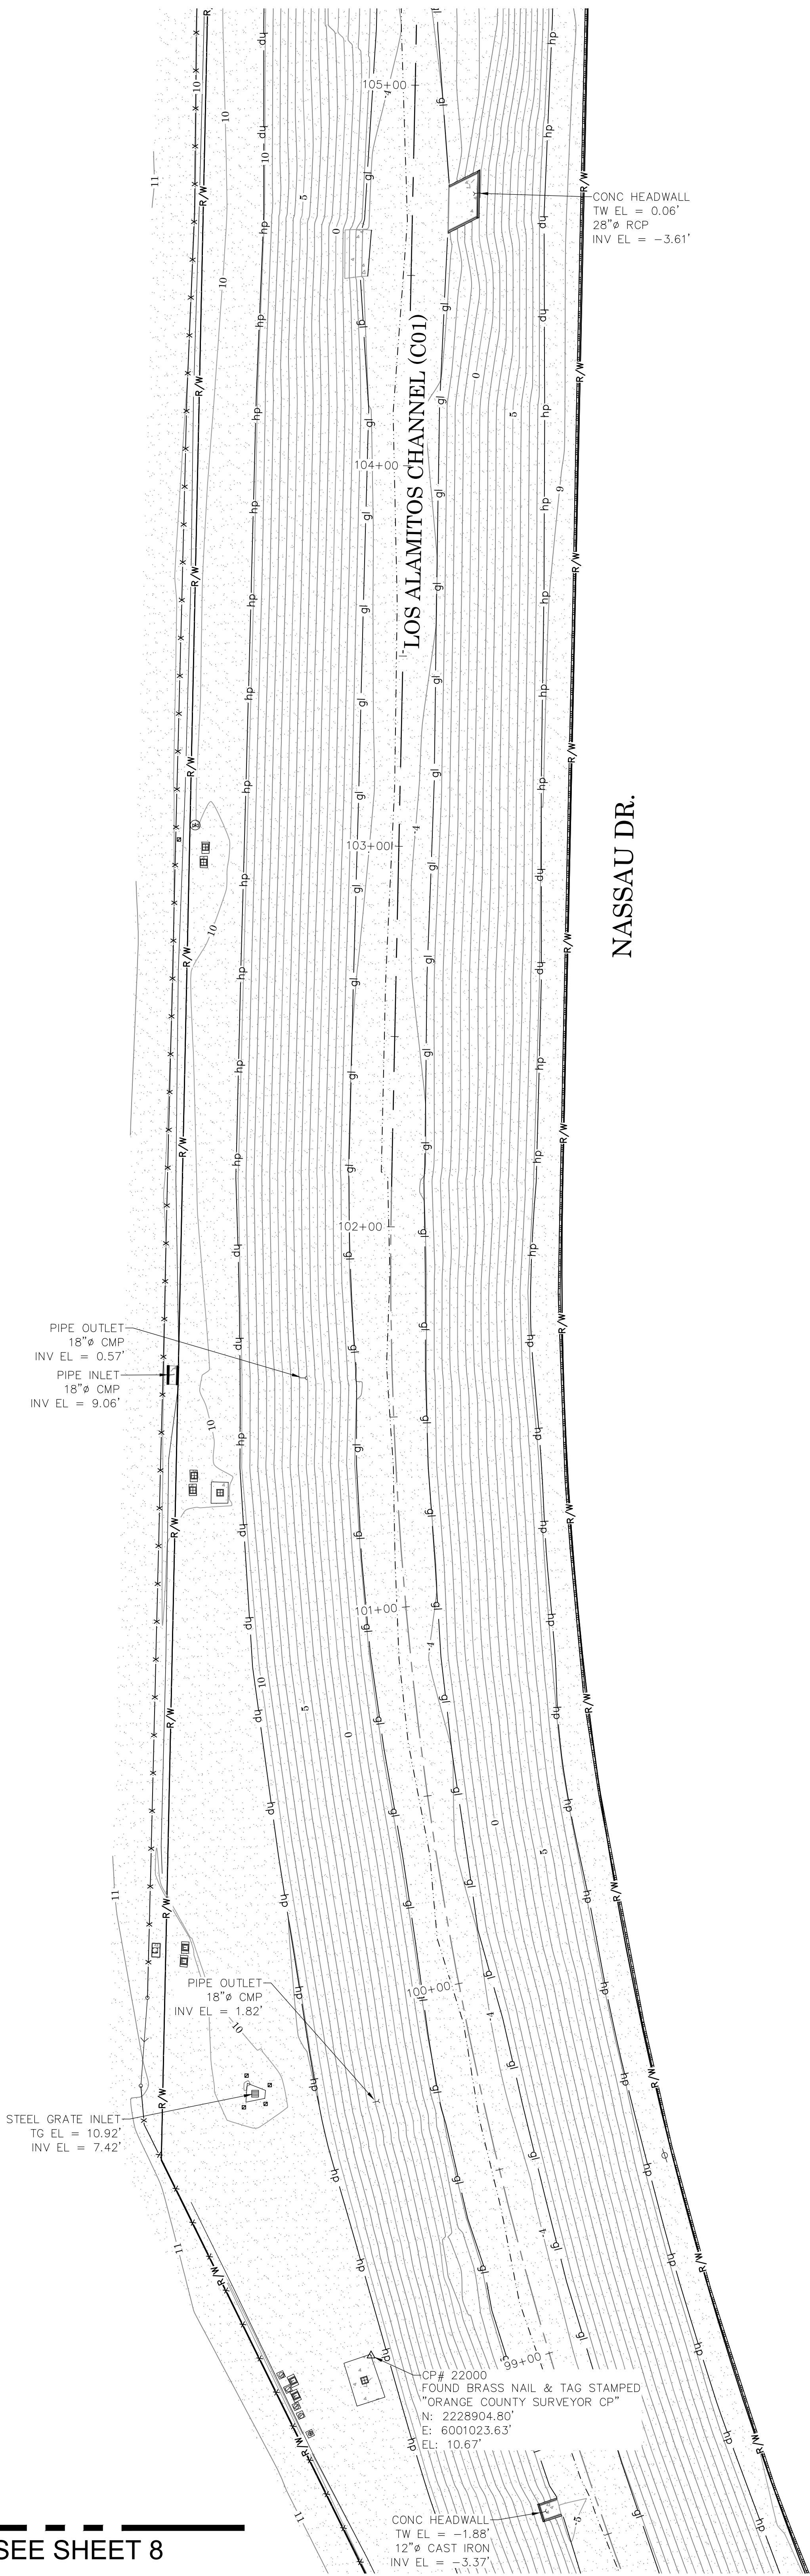 105+00
CONC HEADWALL
TW EL = 0.06'
28"ø RCP
INV EL = -3.61'
LOS ALAMITOS CHANNEL (C01)
104+00
NASSAU DR.
103+00
102+00
PIPE OUTLET
18"ø CMP
INV EL = 0.57'
PIPE INLET
18"ø CMP
INV EL = 9.06'
101+00
PIPE OUTLET
18"ø CMP
INV EL = 1.82'
100+00
STEEL GRATE INLET
TG EL = 10.92'
INV EL = 7.42'
99+00
CP# 22000
FOUND BRASS NAIL & TAG STAMPED
"ORANGE COUNTY SURVEYOR CP"
N: 2228904.80'
E: 6001023.63'
EL: 10.67'
CONC HEADWALL
TW EL = -1.88'
12"ø CAST IRON
INV EL = -3.37'
SEE SHEET 8